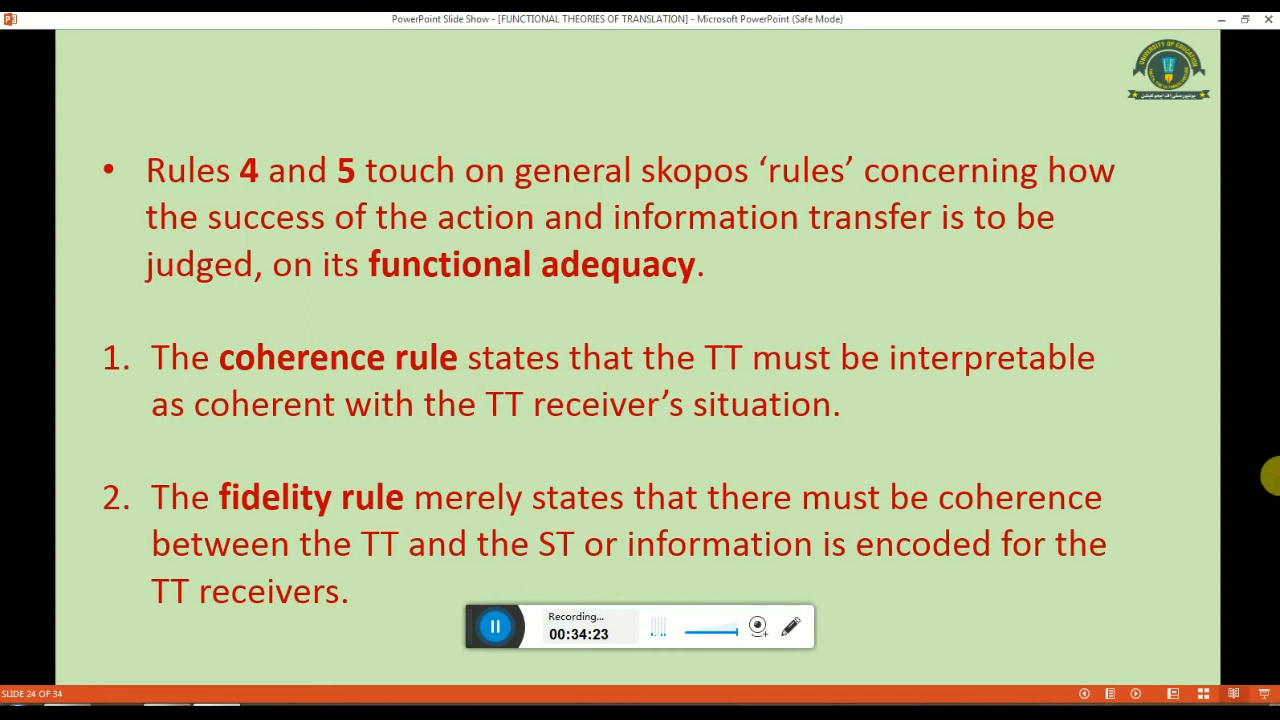 PowerPoint Slide Show - [FUNCTIONAL THEORIES OF TRANSLATION] - Microsoft PowerPoint (Safe Mode)
UNIVERSITY OF EDUCATION
• Rules 4 and 5 touch on general skopos ‘rules’ concerning how
the success of the action and information transfer is to be
judged, on its functional adequacy.
1. The coherence rule states that the TT must be interpretable
as coherent with the TT receiver’s situation.
2. The fidelity rule merely states that there must be coherence
between the TT and the ST or information is encoded for the
TT receivers.
Recording...
00:34:23
SLIDE 24 OF 34